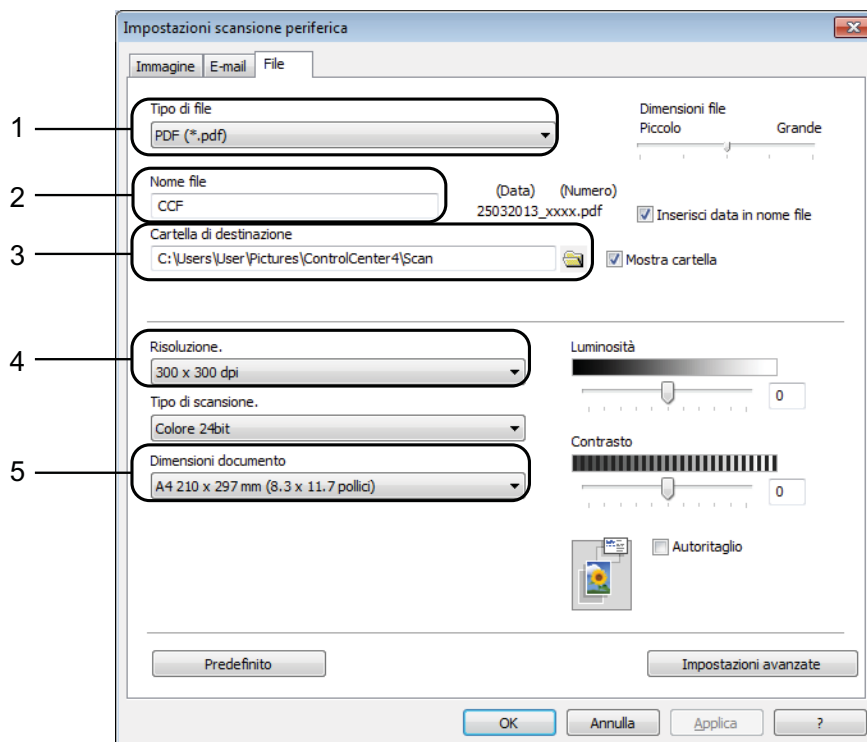 Impostazioni scansione periferica
Immagine E-mail File
1
Tipo di file
PDF (*.pdf)
Dimensioni file
Piccolo Grande
2
Nome file
CCF
(Data) (Numero)
25032013_xxxx.pdf
Inserisci data in nome file
3
Cartella di destinazione
C:\Users\User\Pictures\ControlCenter4\Scan
Mostra cartella
4
Risoluzione.
300 x 300 dpi
Luminosità
0
Tipo di scansione.
Colore 24bit
Contrasto
0
5
Dimensioni documento
A4 210 x 297 mm (8.3 x 11.7 pollici)
Autoritaglio
Predefinito
Impostazioni avanzate
OK Annulla Applica ?